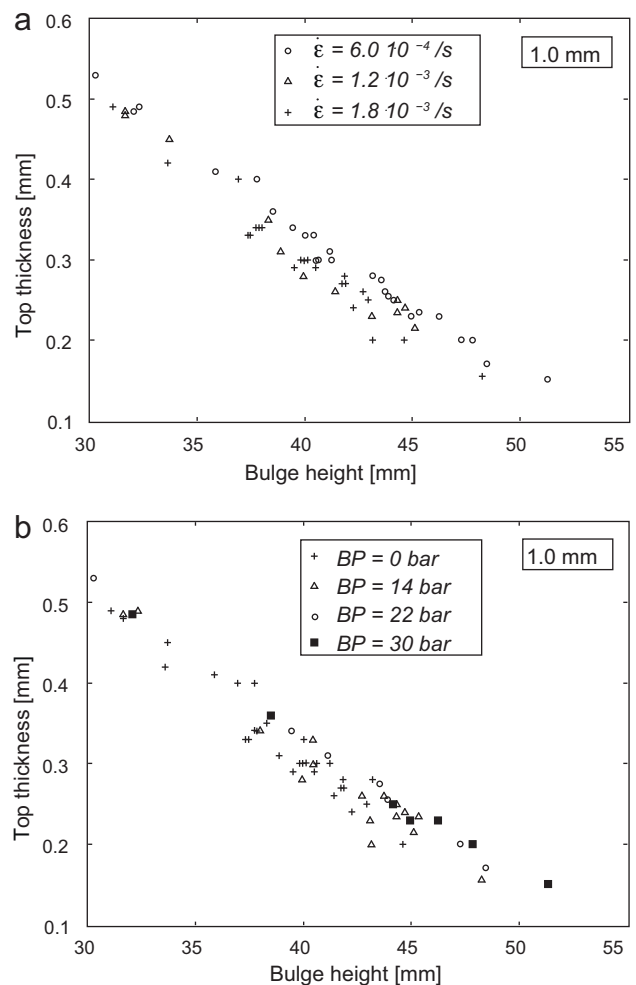 a
0.6
0.5
0.4
0.3
0.2
0.1
Top thickness [mm]
ε̇ = 6.0 10 ⁻⁴ /s
ε̇ = 1.2 10 ⁻³ /s
ε̇ = 1.8 10 ⁻³ /s
1.0 mm
30 35 40 45 50 55
Bulge height [mm]
b
0.6
0.5
0.4
0.3
0.2
0.1
Top thickness [mm]
BP = 0 bar
BP = 14 bar
BP = 22 bar
BP = 30 bar
1.0 mm
30 35 40 45 50 55
Bulge height [mm]